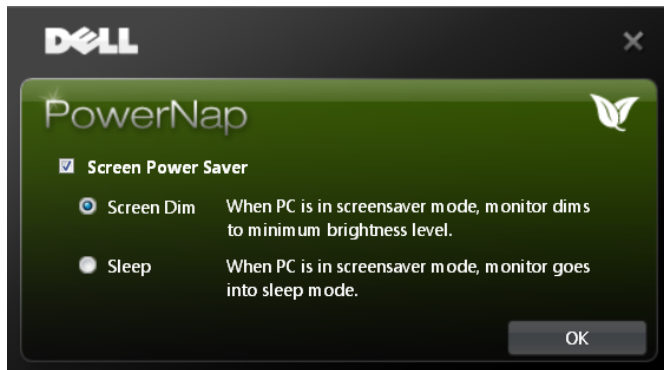 DELL
PowerNap
Screen Power Saver
Screen Dim When PC is in screensaver mode, monitor dims
to minimum brightness level.
Sleep When PC is in screensaver mode, monitor goes
into sleep mode.
OK